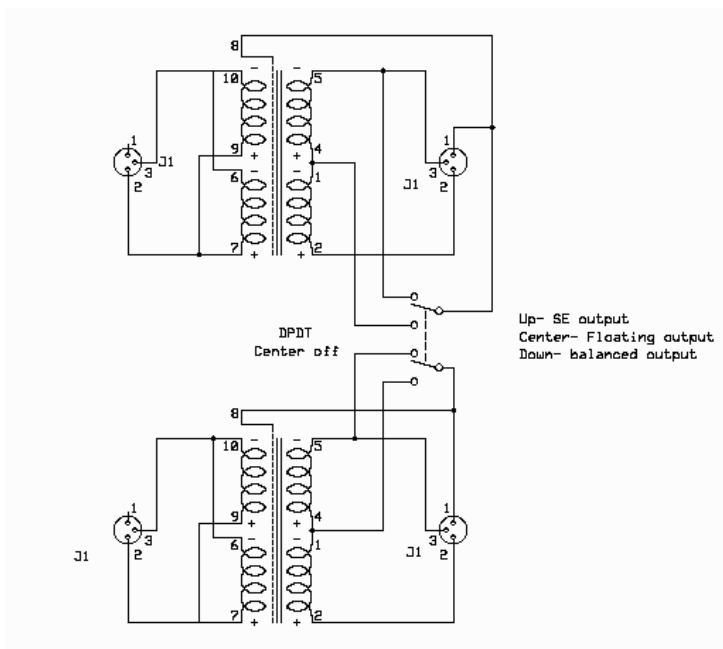 8
10 - - 5
1 J1 3 2
9 + + 4
6 - - 1
1 3 J1 2
7 + + 2
DPDT
Center off
Up- SE output
Center- Floating output
Down- balanced output
8
10 - - 5
1 3 2 J1
9 + + 4
6 - - 1
1 3 J1 2
7 + + 2